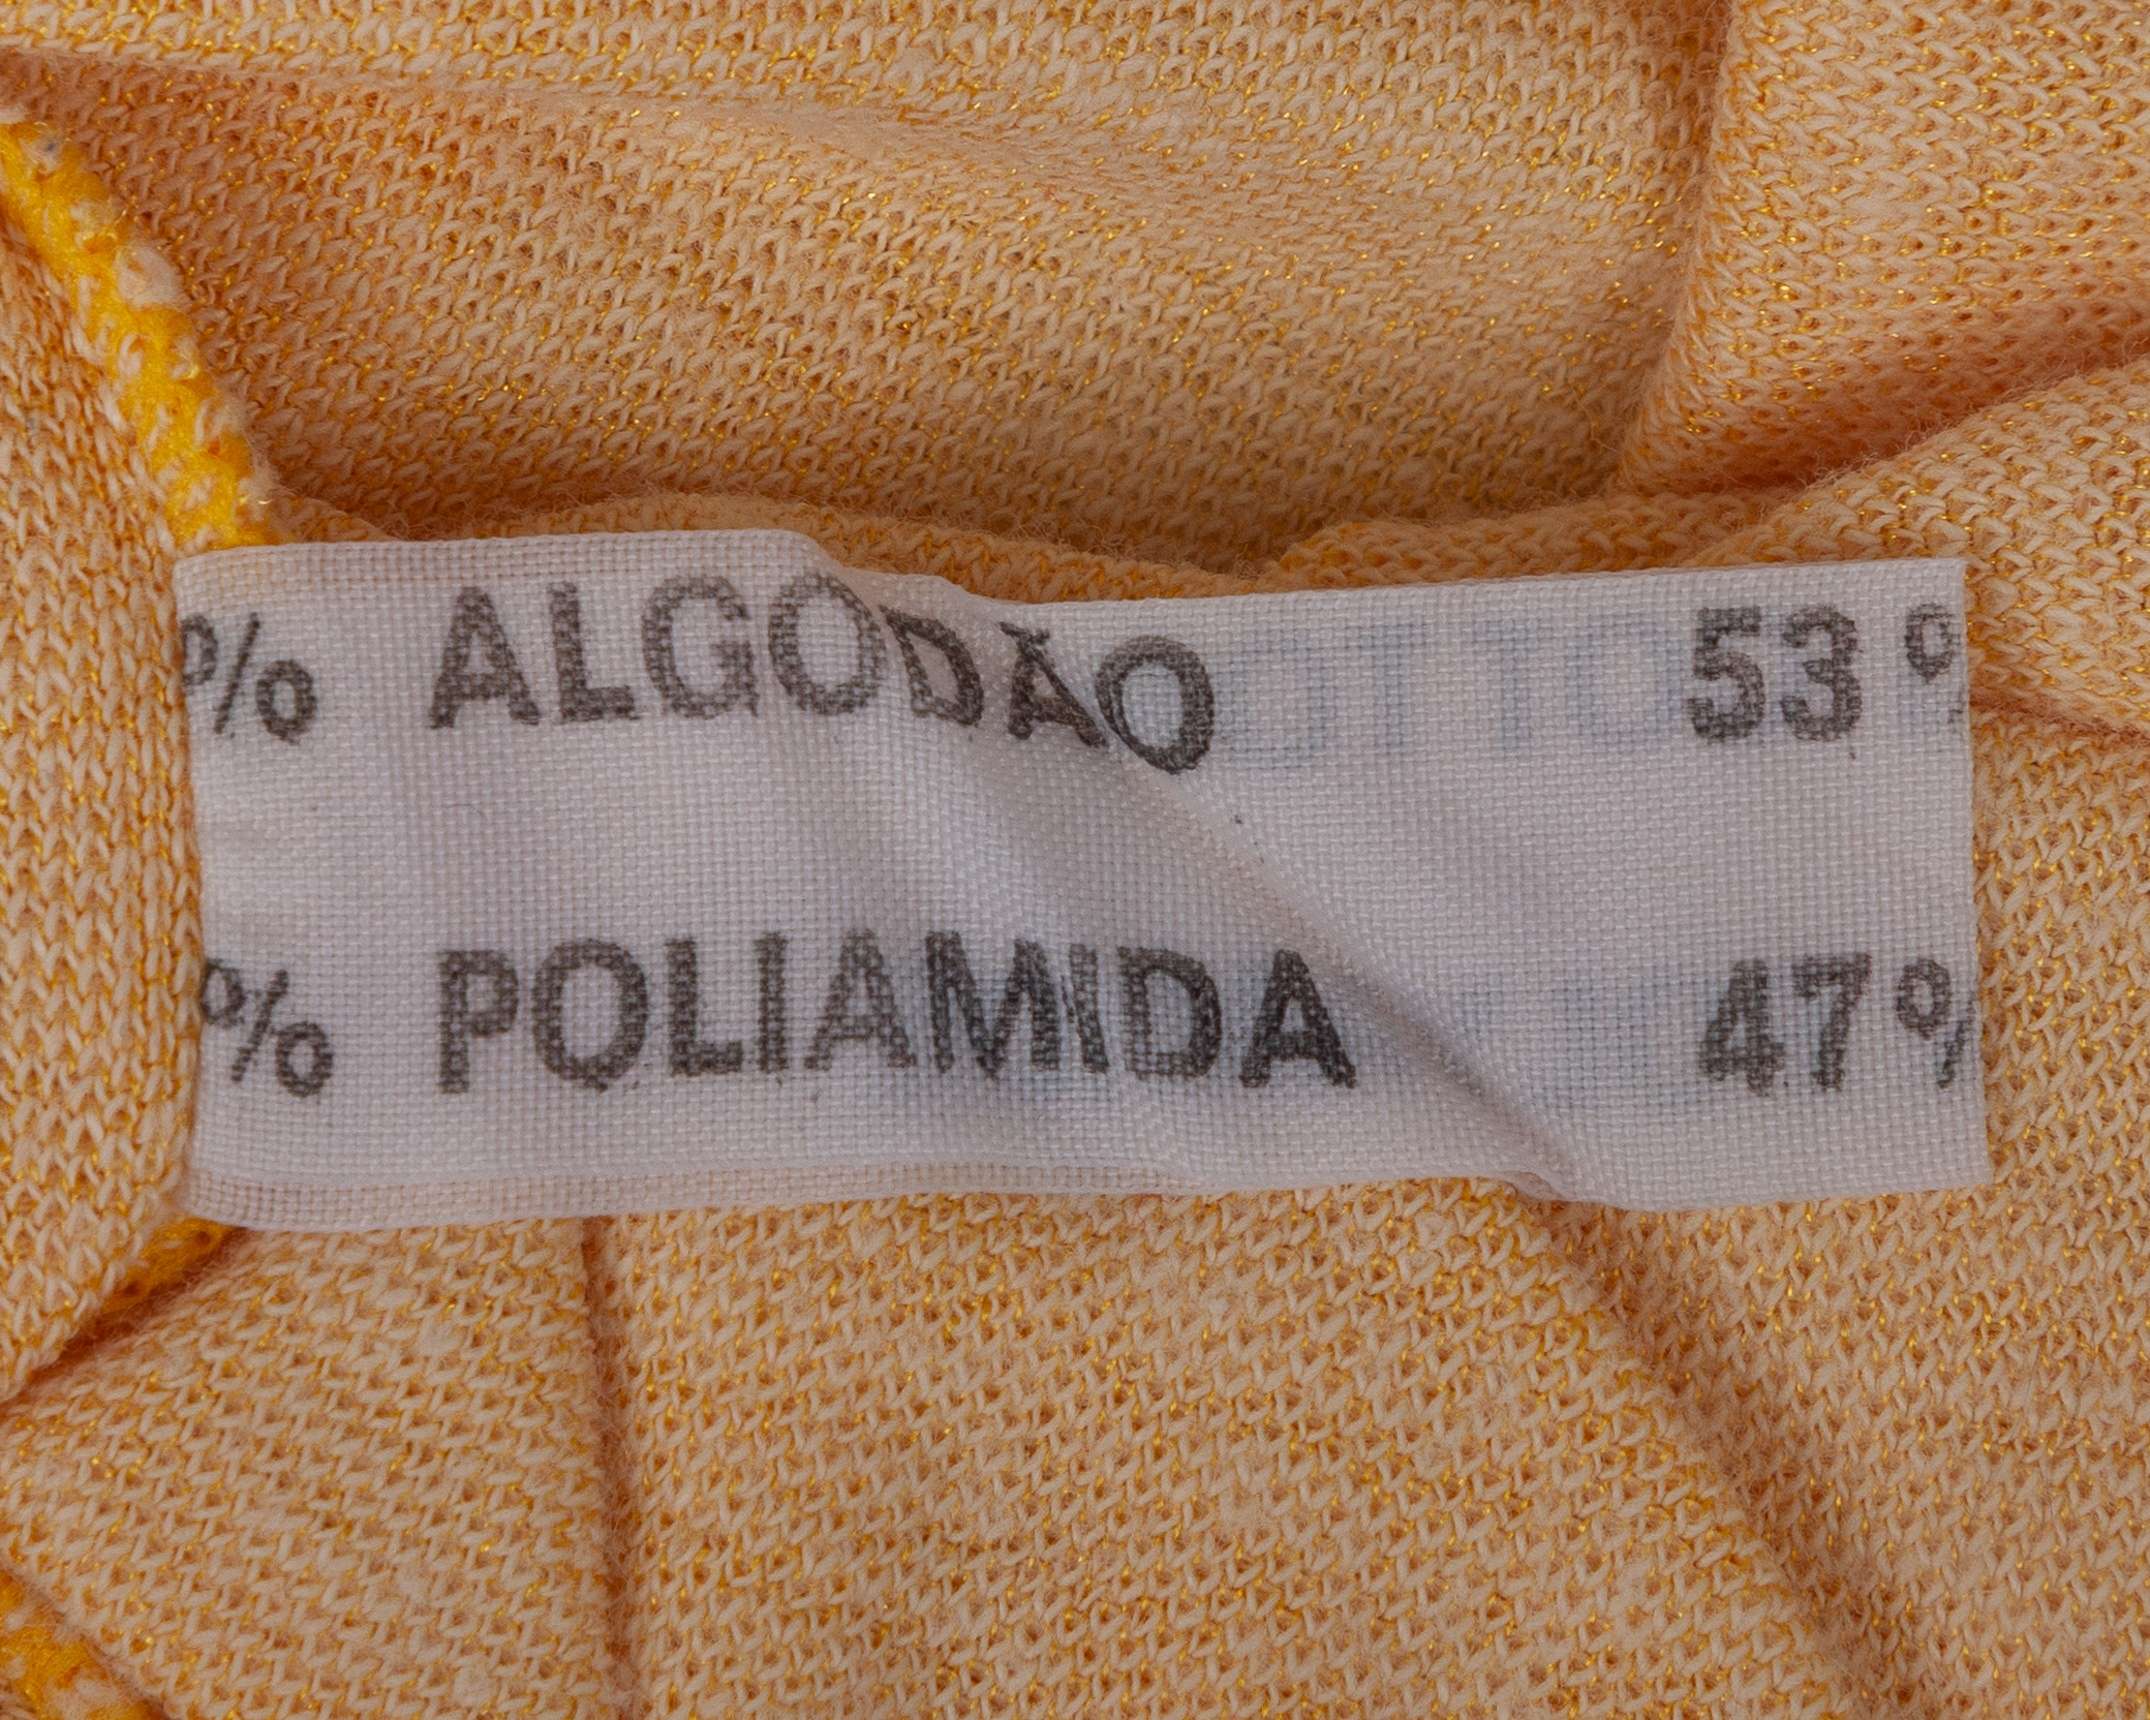 % ALGODÃO 53%
% POLIAMIDA 47%